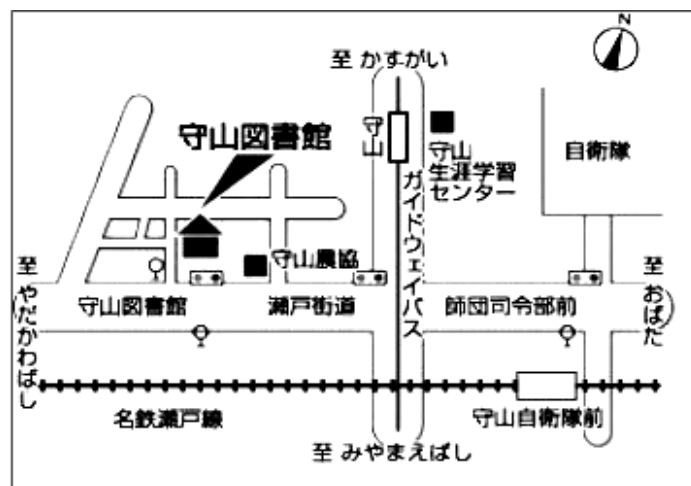 N
至 かすがい
守山図書館
守山
守山
生涯学習
センター
自衛隊
ガイドウェイバス
守山農協
至 やだかわばし
守山図書館
瀬戸街道
師団司令部前
至 おばた
名鉄瀬戸線
守山自衛隊前
至 みやまえばし